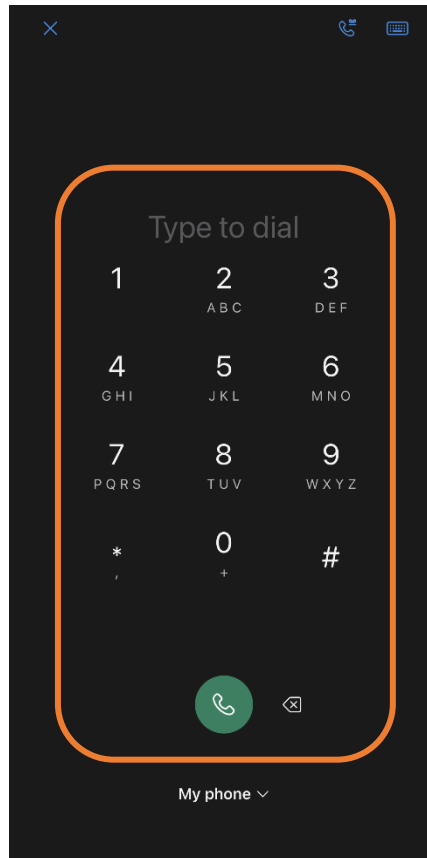 Type to dial
1 2 3
ABC DEF
4 5 6
GHI JKL MNO
7 8 9
PQRS TUV WXYZ
* 0 #
, +
My phone